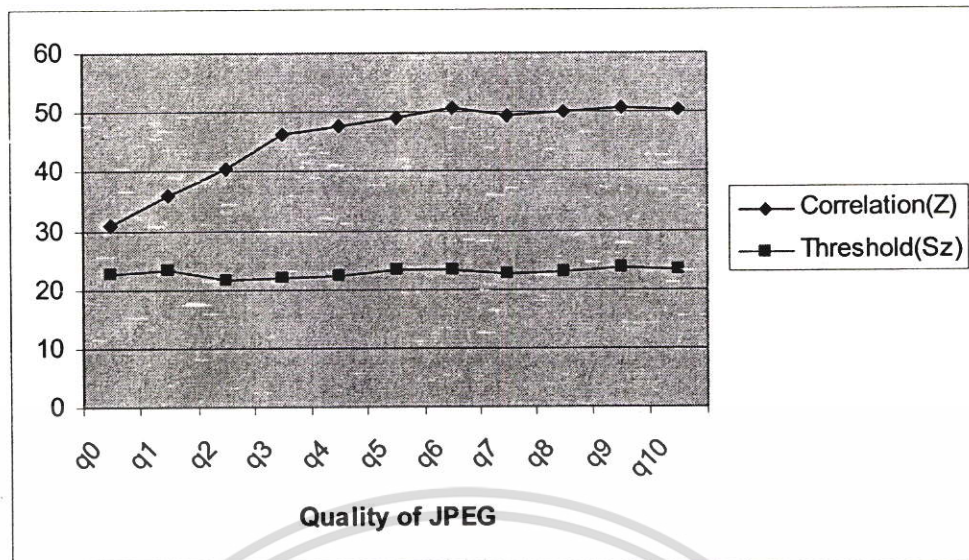 60
50
40
30
20
10
0
q0 q1 q2 q3 q4 q5 q6 q7 q8 q9 q10
Quality of JPEG
Correlation(Z)
Threshold(Sz)